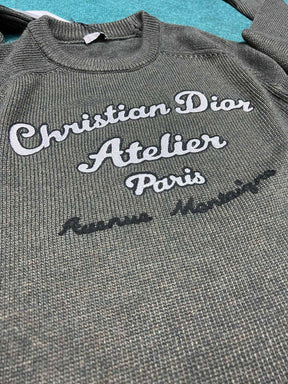 Christian Dior
Atelier
Paris
Avenue Montaigne